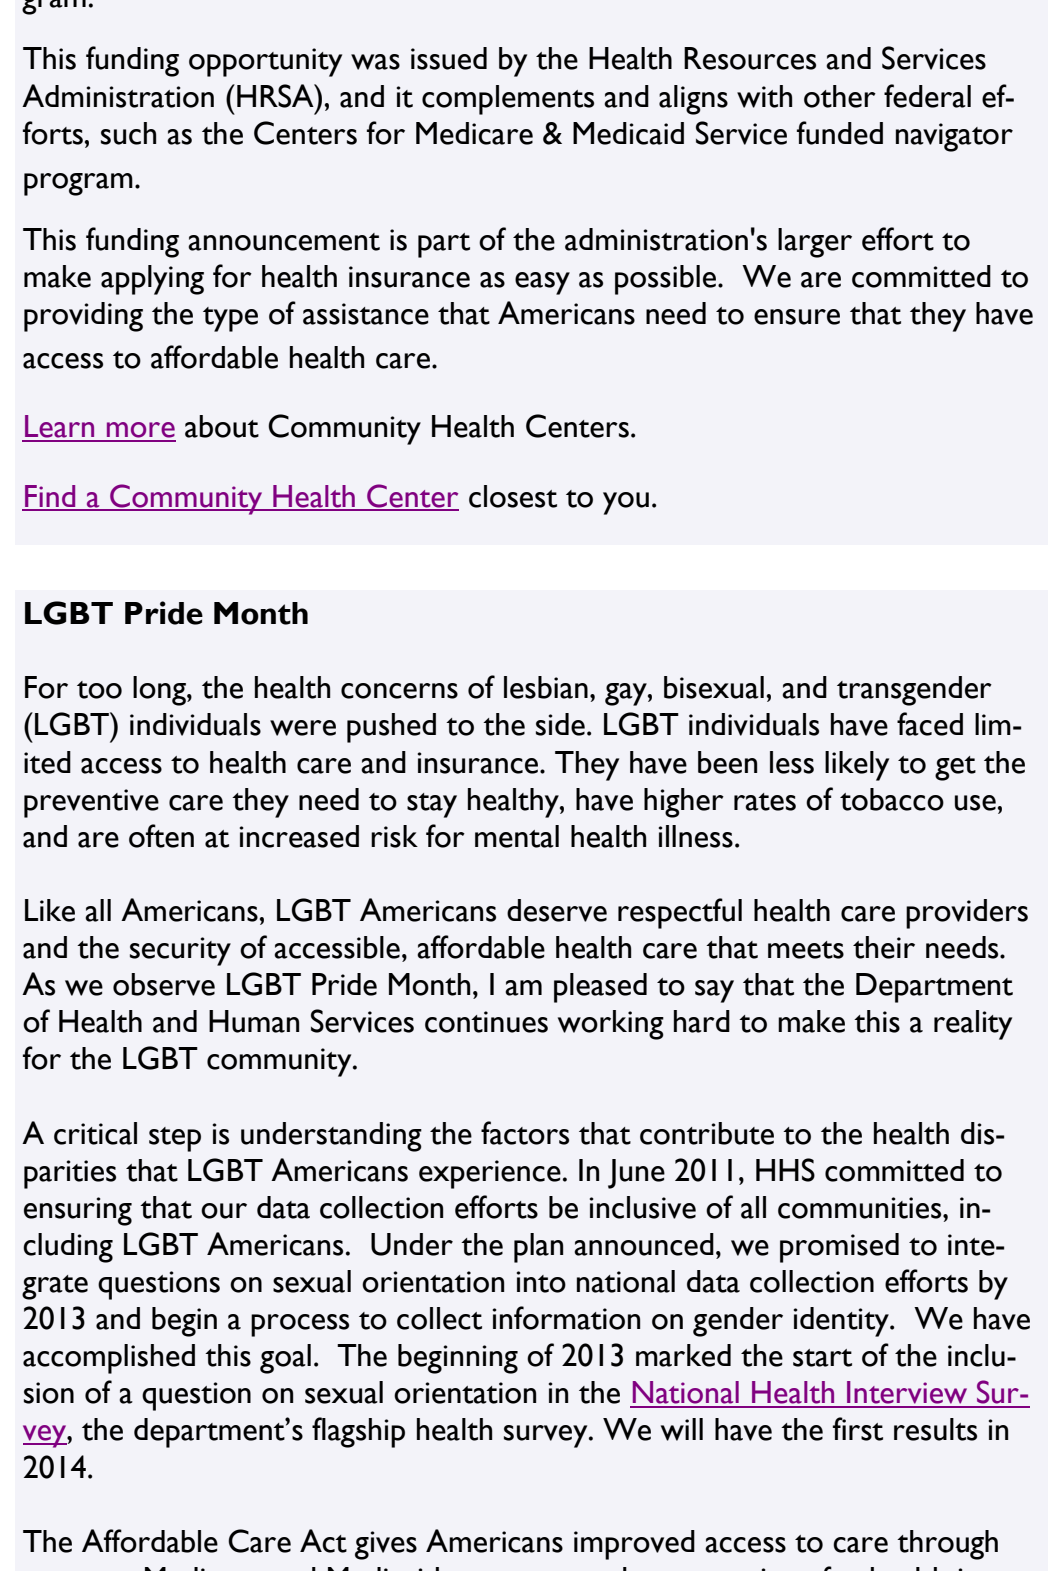 gram.
This funding opportunity was issued by the Health Resources and Services
Administration (HRSA), and it complements and aligns with other federal ef-
forts, such as the Centers for Medicare & Medicaid Service funded navigator
program.
This funding announcement is part of the administration's larger effort to
make applying for health insurance as easy as possible.  We are committed to
providing the type of assistance that Americans need to ensure that they have
access to affordable health care.
Learn more about Community Health Centers.
Find a Community Health Center closest to you.
LGBT Pride Month
For too long, the health concerns of lesbian, gay, bisexual, and transgender
(LGBT) individuals were pushed to the side. LGBT individuals have faced lim-
ited access to health care and insurance. They have been less likely to get the
preventive care they need to stay healthy, have higher rates of tobacco use,
and are often at increased risk for mental health illness.
Like all Americans, LGBT Americans deserve respectful health care providers
and the security of accessible, affordable health care that meets their needs.
As we observe LGBT Pride Month, I am pleased to say that the Department
of Health and Human Services continues working hard to make this a reality
for the LGBT community.
A critical step is understanding the factors that contribute to the health dis-
parities that LGBT Americans experience. In June 2011, HHS committed to
ensuring that our data collection efforts be inclusive of all communities, in-
cluding LGBT Americans.  Under the plan announced, we promised to inte-
grate questions on sexual orientation into national data collection efforts by
2013 and begin a process to collect information on gender identity.  We have
accomplished this goal.  The beginning of 2013 marked the start of the inclu-
sion of a question on sexual orientation in the National Health Interview Sur-
vey, the department’s flagship health survey. We will have the first results in
2014.
The Affordable Care Act gives Americans improved access to care through